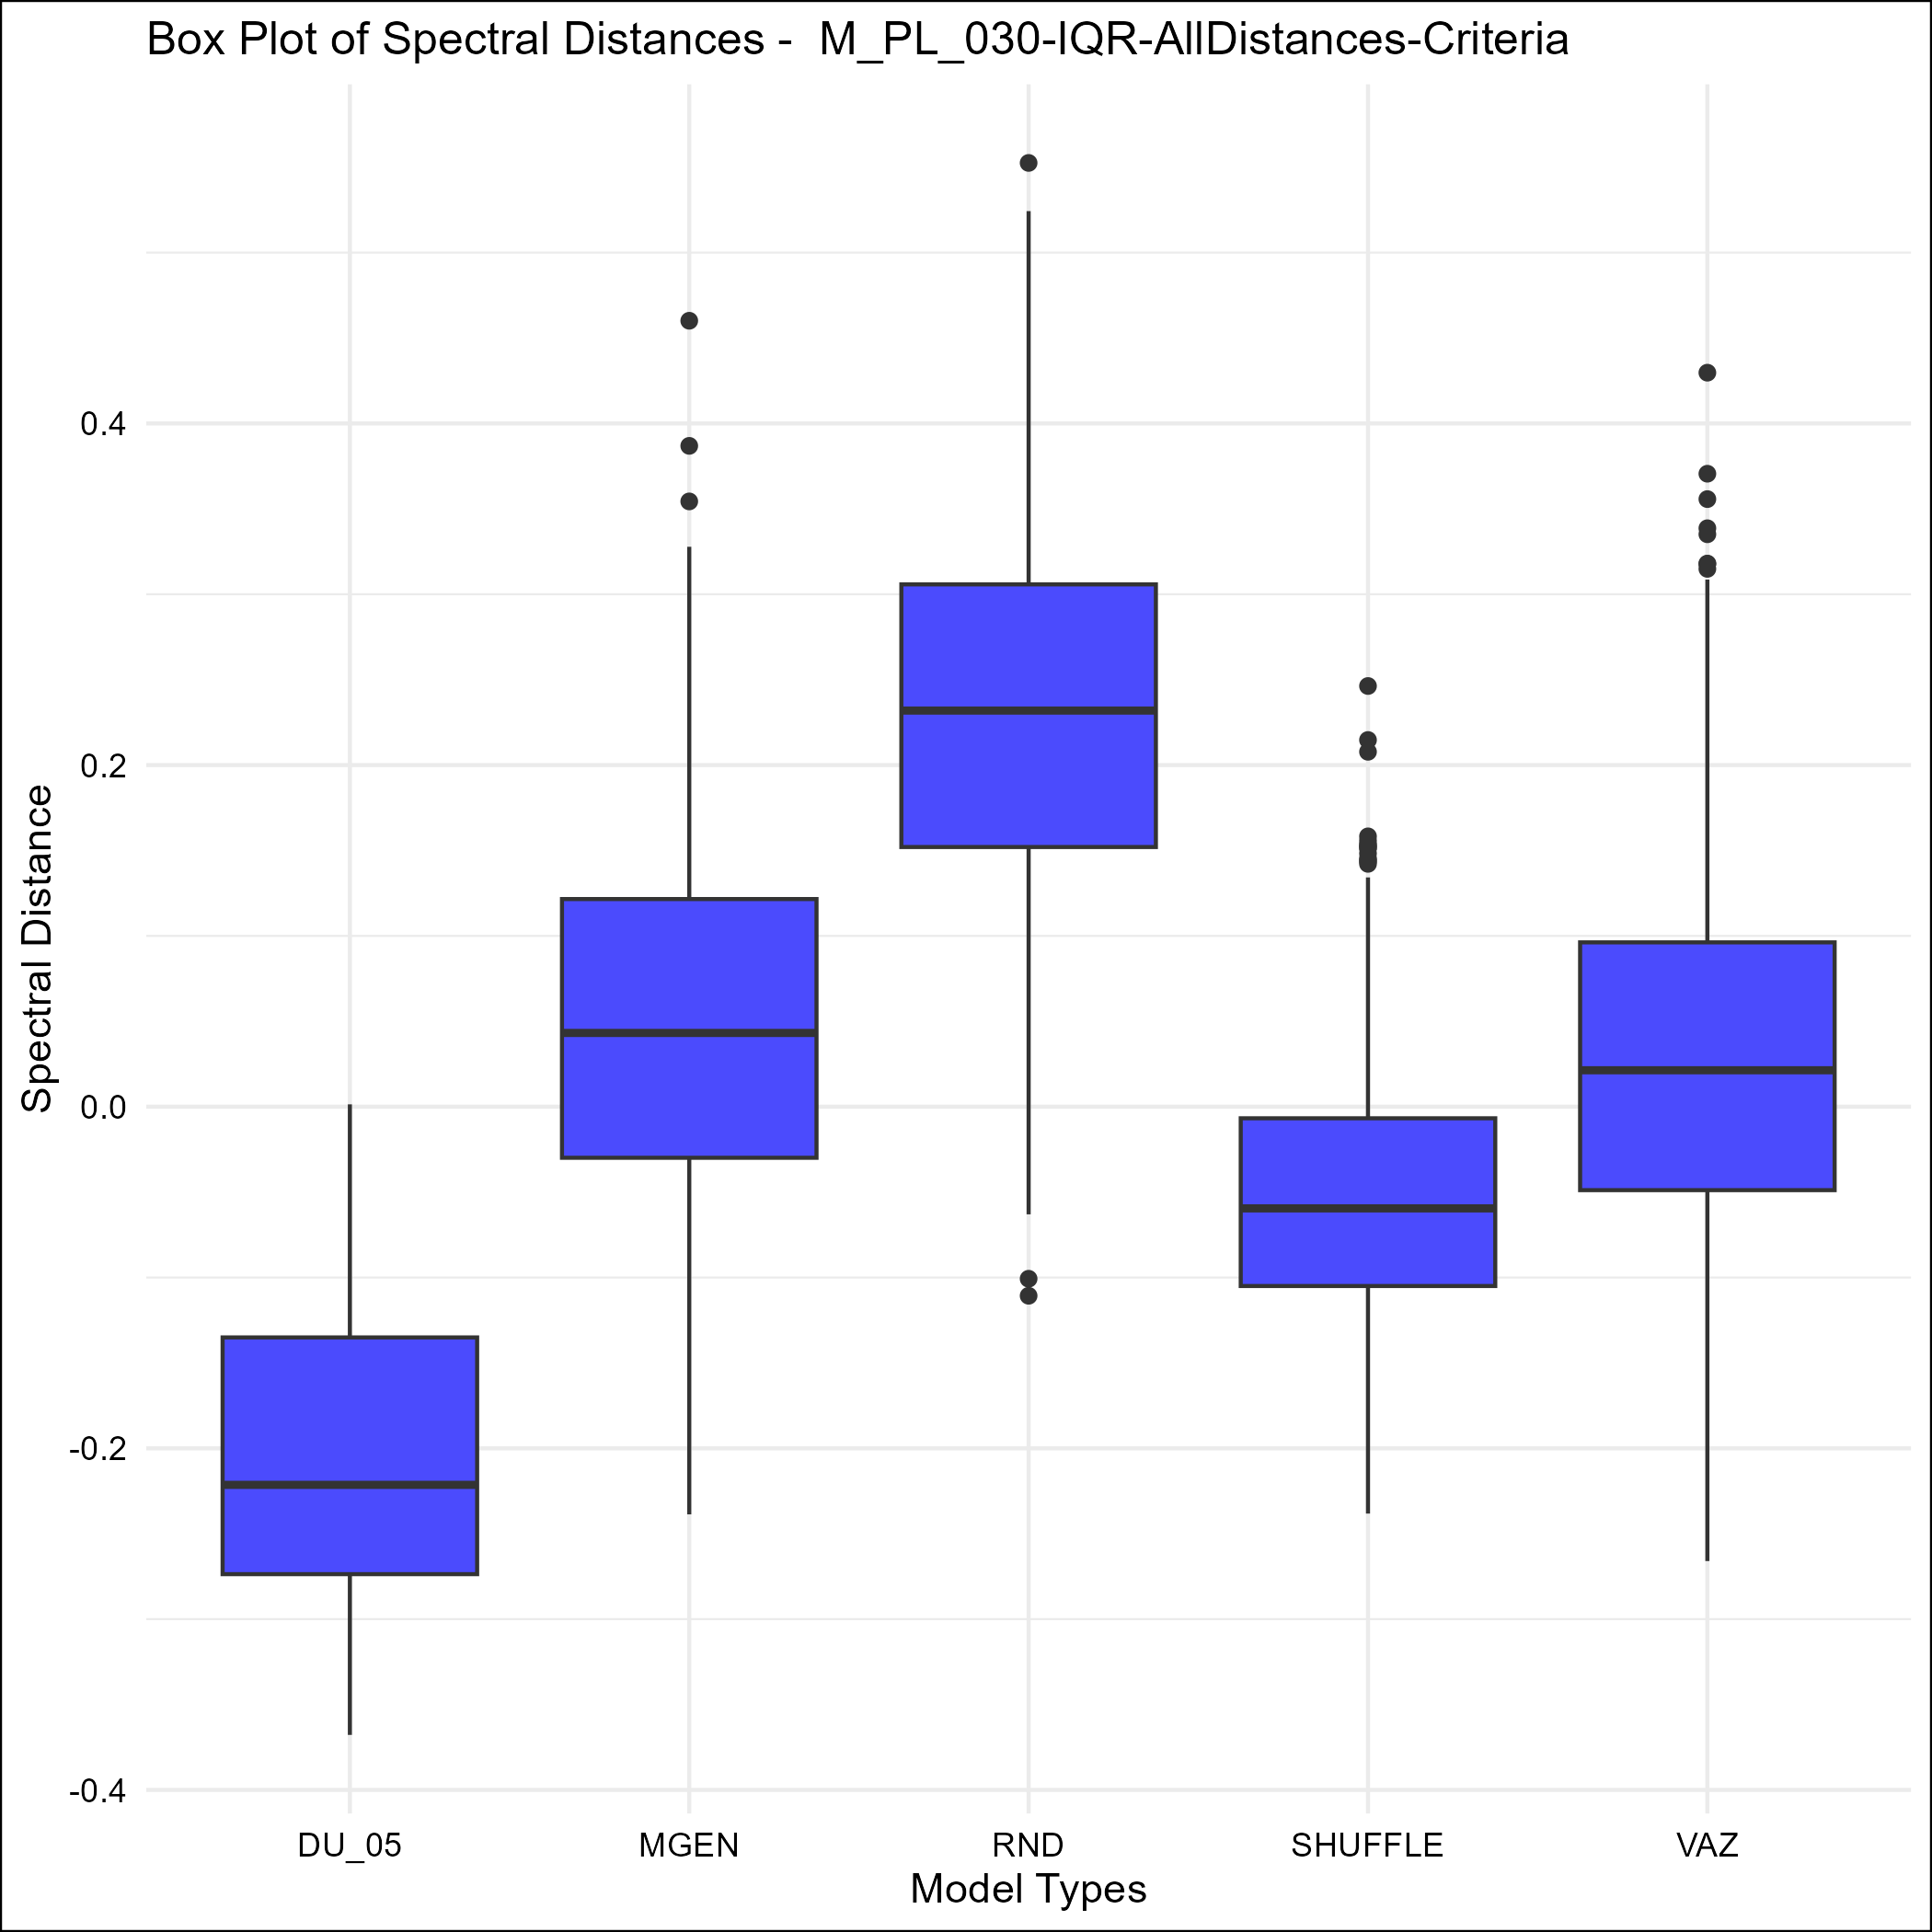 Box Plot of Spectral Distances -  M_PL_030-IQR-AllDistances-Criteria
Spectral Distance
0.4
0.2
0.0
-0.2
-0.4
DU_05 MGEN RND SHUFFLE VAZ
Model Types